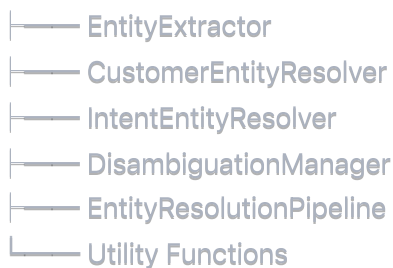 EntityExtractor
CustomerEntityResolver
IntentEntityResolver
DisambiguationManager
EntityResolutionPipeline
Utility Functions